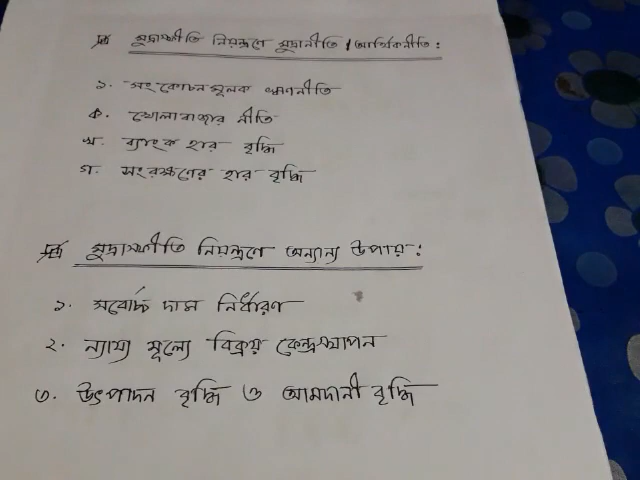 মুদ্রাস্ফীতি নিয়ন্ত্রণে মুদ্রানীতি / আর্থিকনীতি :
১. সংকোচনমূলক ঋণনীতি
ক. খোলাবাজার নীতি
খ. ব্যাংক হার বৃদ্ধি
গ. সংরক্ষণের হার বৃদ্ধি
মুদ্রাস্ফীতি নিয়ন্ত্রণে অন্যান্য উপায় :
১. সর্বোচ্চ দাম নির্ধারণ
২. ন্যায্য মূল্যে বিক্রয় কেন্দ্রস্থাপন
৩. উৎপাদন বৃদ্ধি ও আমদানী বৃদ্ধি